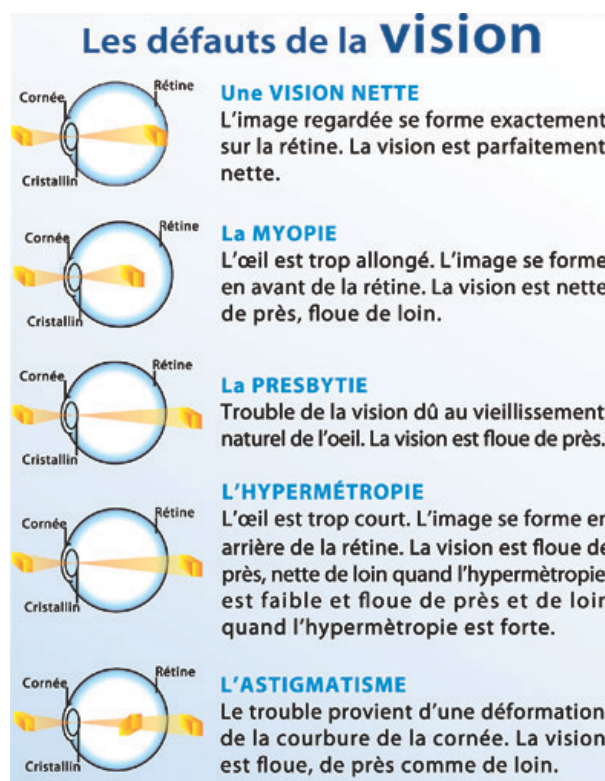 Les défauts de la vision
Rétine
Cornée
Cristallin
Une VISION NETTE
L'image regardée se forme exactement
sur la rétine. La vision est parfaitement
nette.
Rétine
Cornée
Cristallin
La MYOPIE
L'œil est trop allongé. L'image se forme
en avant de la rétine. La vision est nette
de près, floue de loin.
Rétine
Cornée
Cristallin
La PRESBYTIE
Trouble de la vision dû au vieillissement
naturel de l'oeil. La vision est floue de près.
Rétine
Cornée
Cristallin
L'HYPERMÉTROPIE
L'œil est trop court. L'image se forme en
arrière de la rétine. La vision est floue de
près, nette de loin quand l'hypermètropie
est faible et floue de près et de loin
quand l'hypermètropie est forte.
Rétine
Cornée
Cristallin
L'ASTIGMATISME
Le trouble provient d'une déformation
de la courbure de la cornée. La vision
est floue, de près comme de loin.